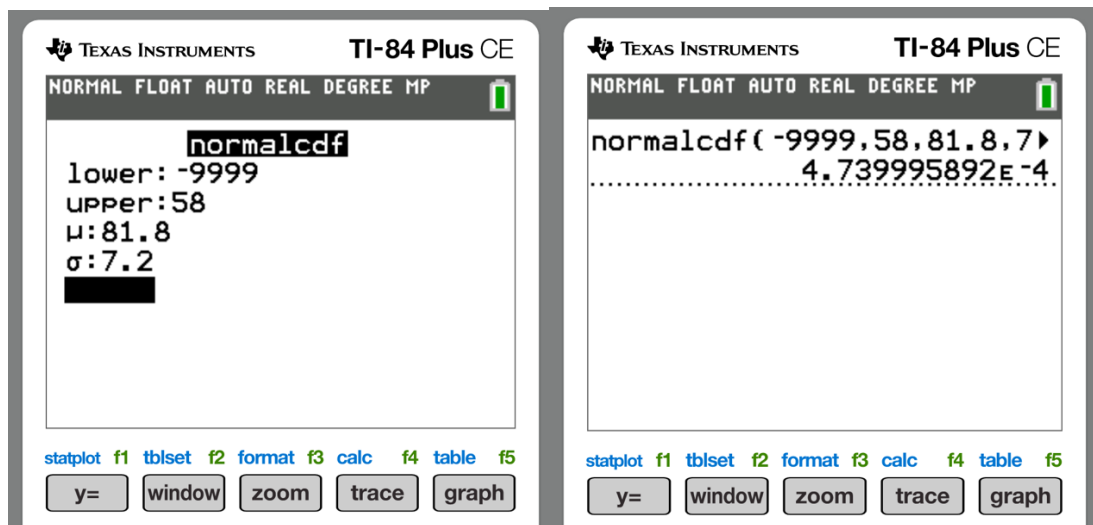 TEXAS INSTRUMENTS TI-84 Plus CE
NORMAL FLOAT AUTO REAL DEGREE MP
normalcdf
lower:-9999
upper:58
μ:81.8
σ:7.2
statplot f1 tblset f2 format f3 calc f4 table f5
y= window zoom trace graph
TEXAS INSTRUMENTS TI-84 Plus CE
NORMAL FLOAT AUTO REAL DEGREE MP
normalcdf(-9999,58,81.8,7
4.739995892E-4
statplot f1 tblset f2 format f3 calc f4 table f5
y= window zoom trace graph